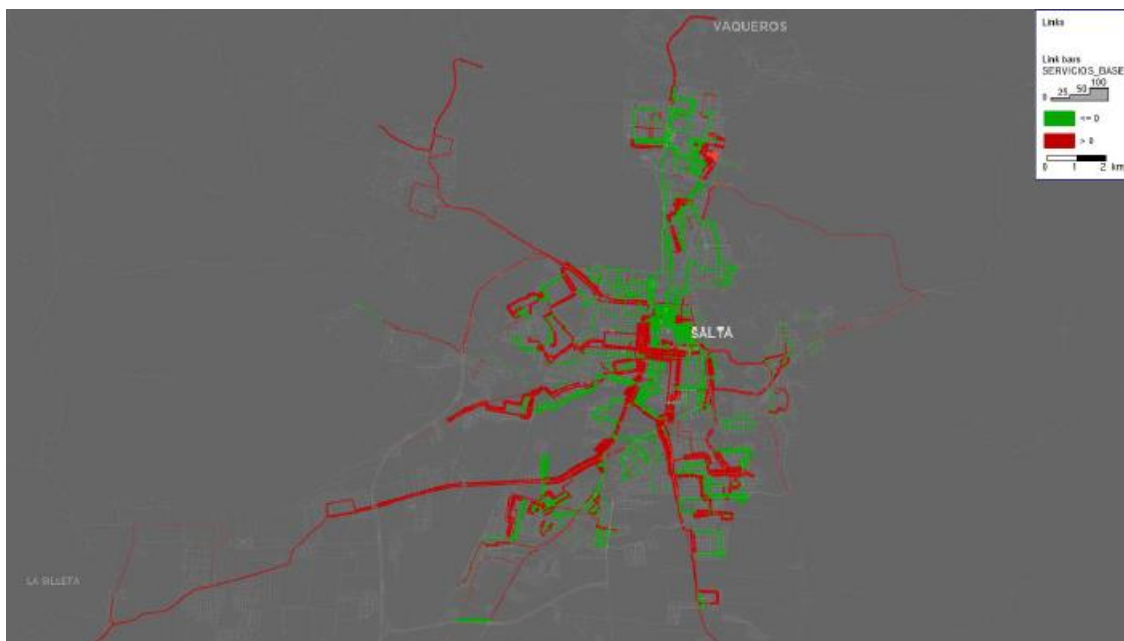 VAQUEROS
Links
Link bars
SERVICIOS_BASE
0 25 50 100
<= 0
> 0
0 1 2 km
SALTA
LA SILLETA